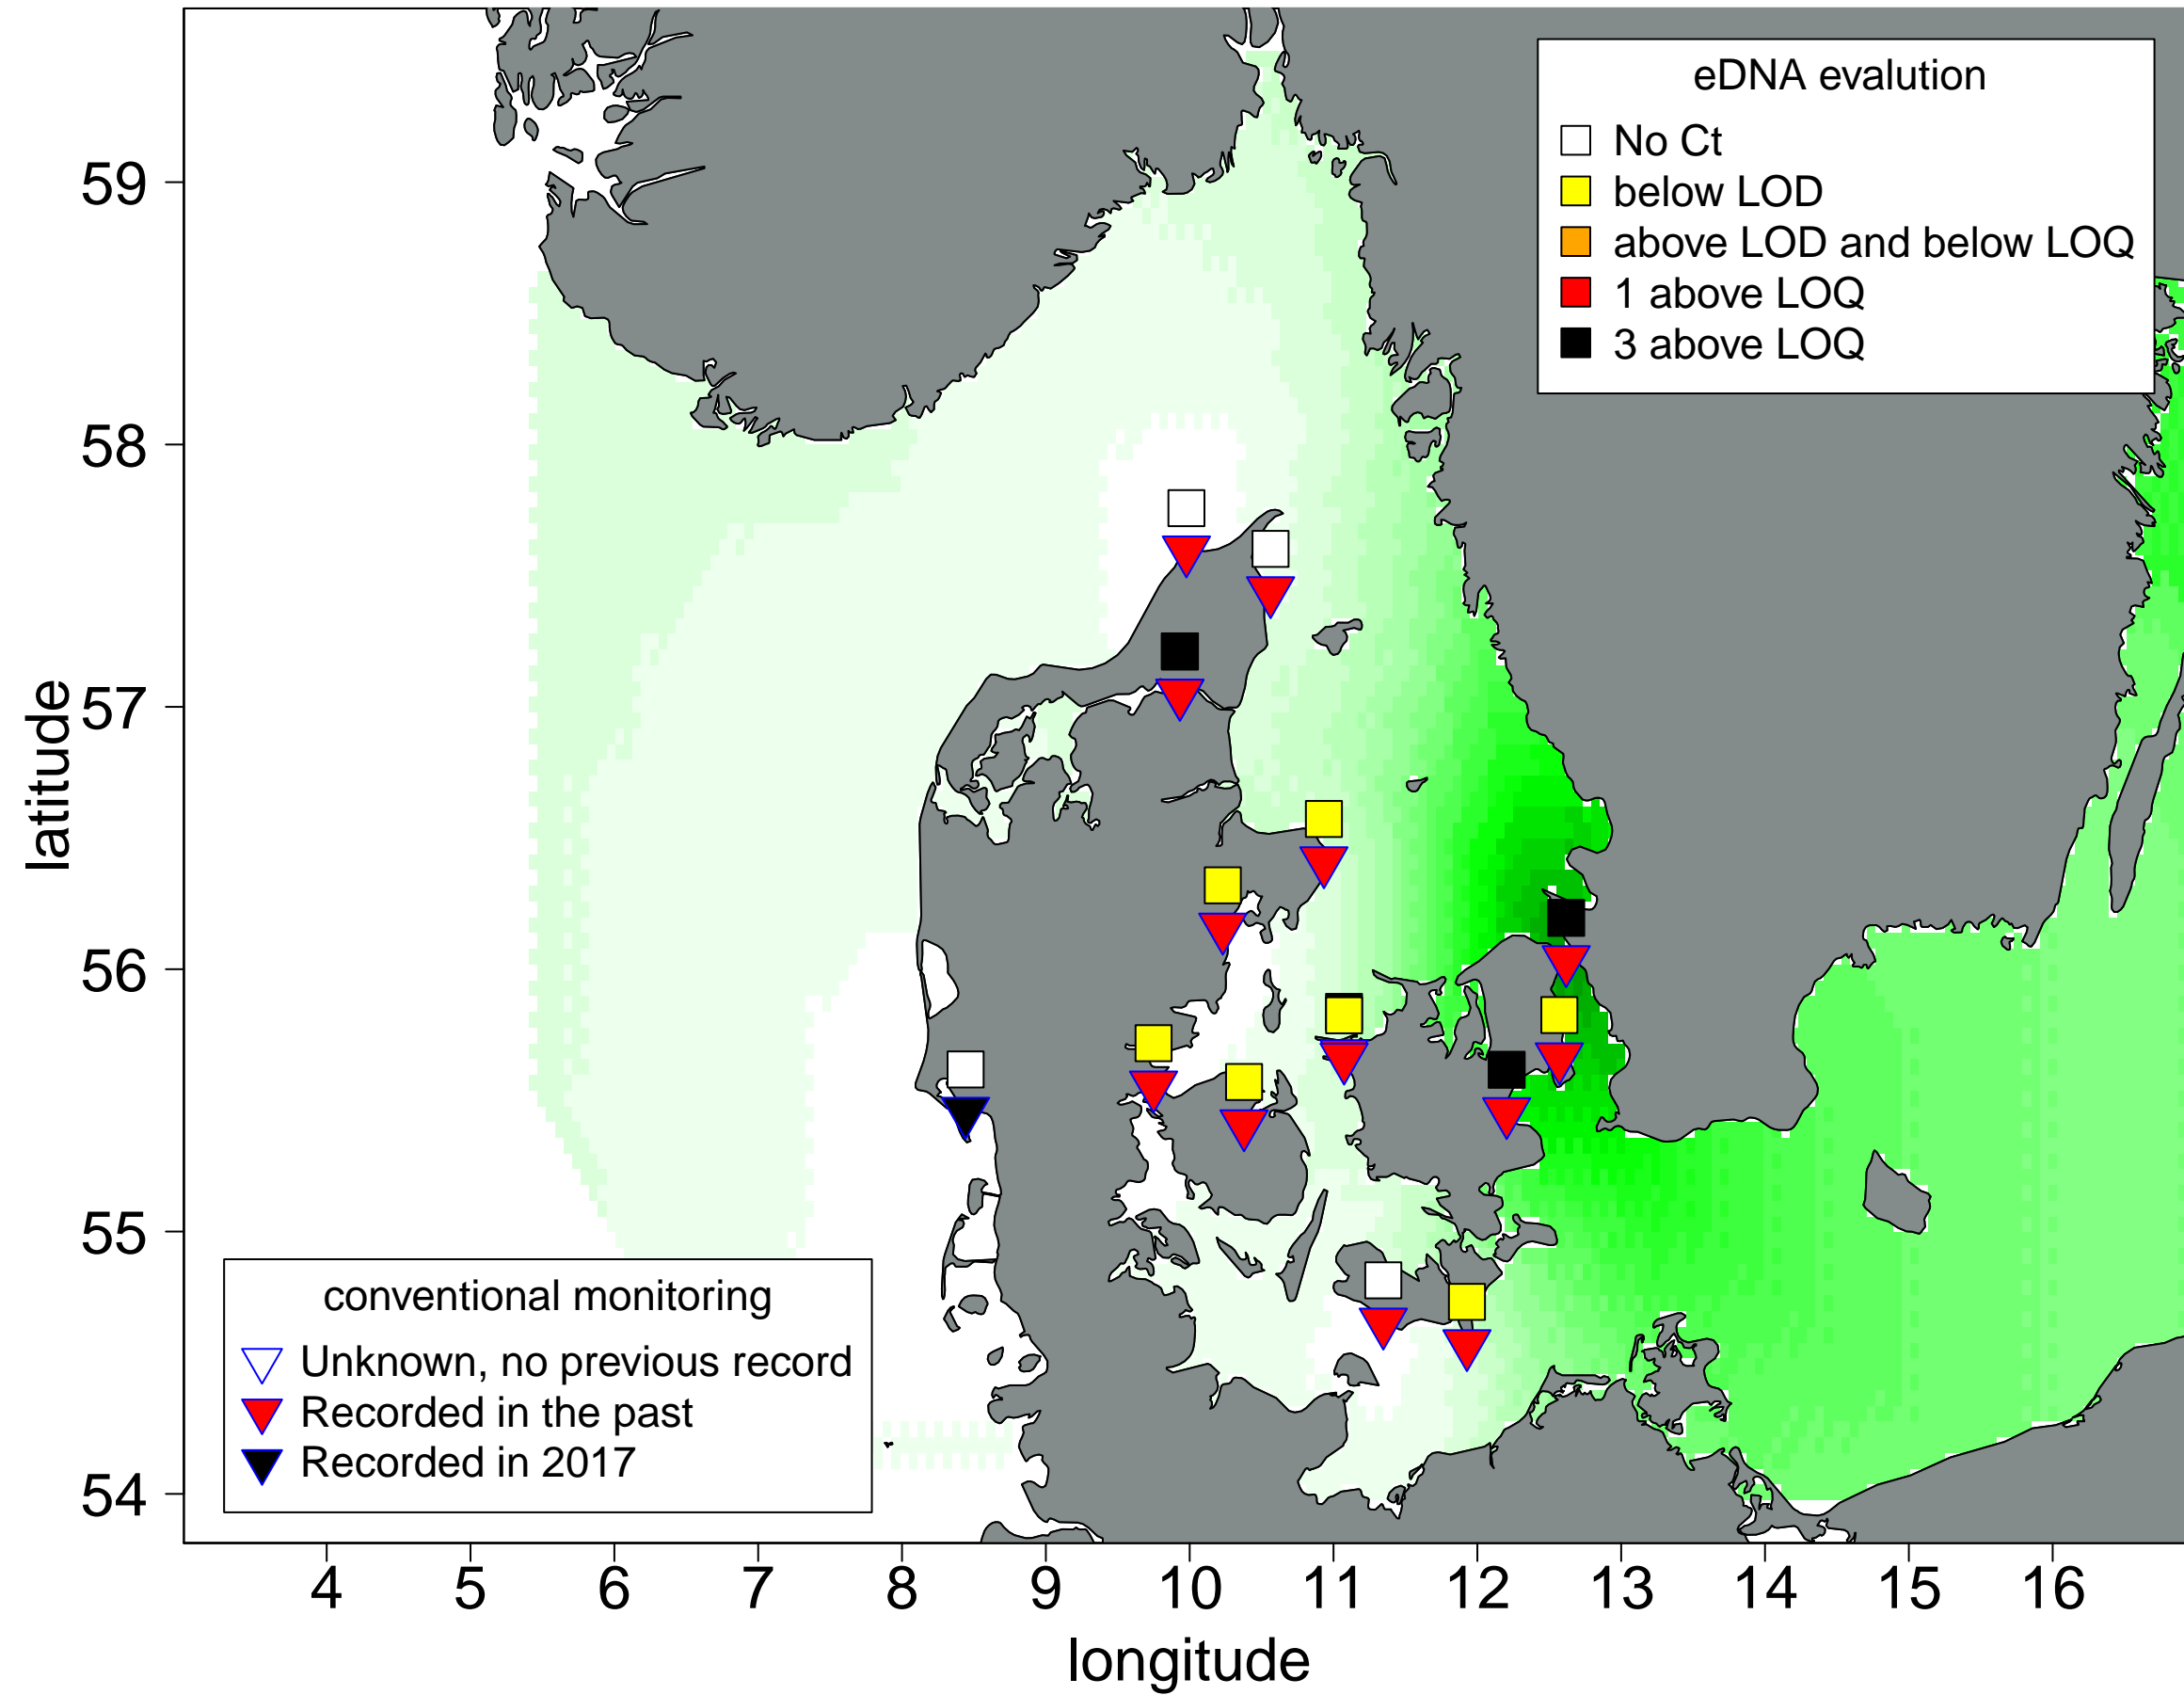 eDNA evalution
No Ct
below LOD
above LOD and below LOQ
1 above LOQ
3 above LOQ
59
58
57
56
55
54
latitude
conventional monitoring
Unknown, no previous record
Recorded in the past
Recorded in 2017
4 5 6 7 8 9 10 11 12 13 14 15 16
longitude